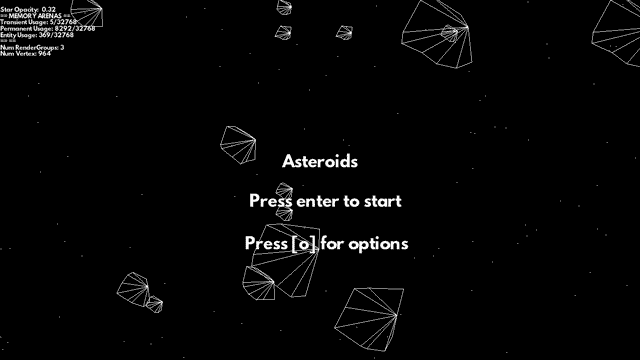 Star Opacity: 0.32
== MEMORY ARENAS ==
Transient Usage: 5/32768
Permanent Usage: 8292/32768
Entity Usage: 369/32768
== ==
Num RenderGroups: 3
Num Vertex: 964
Asteroids
Press enter to start
Press [o] for options